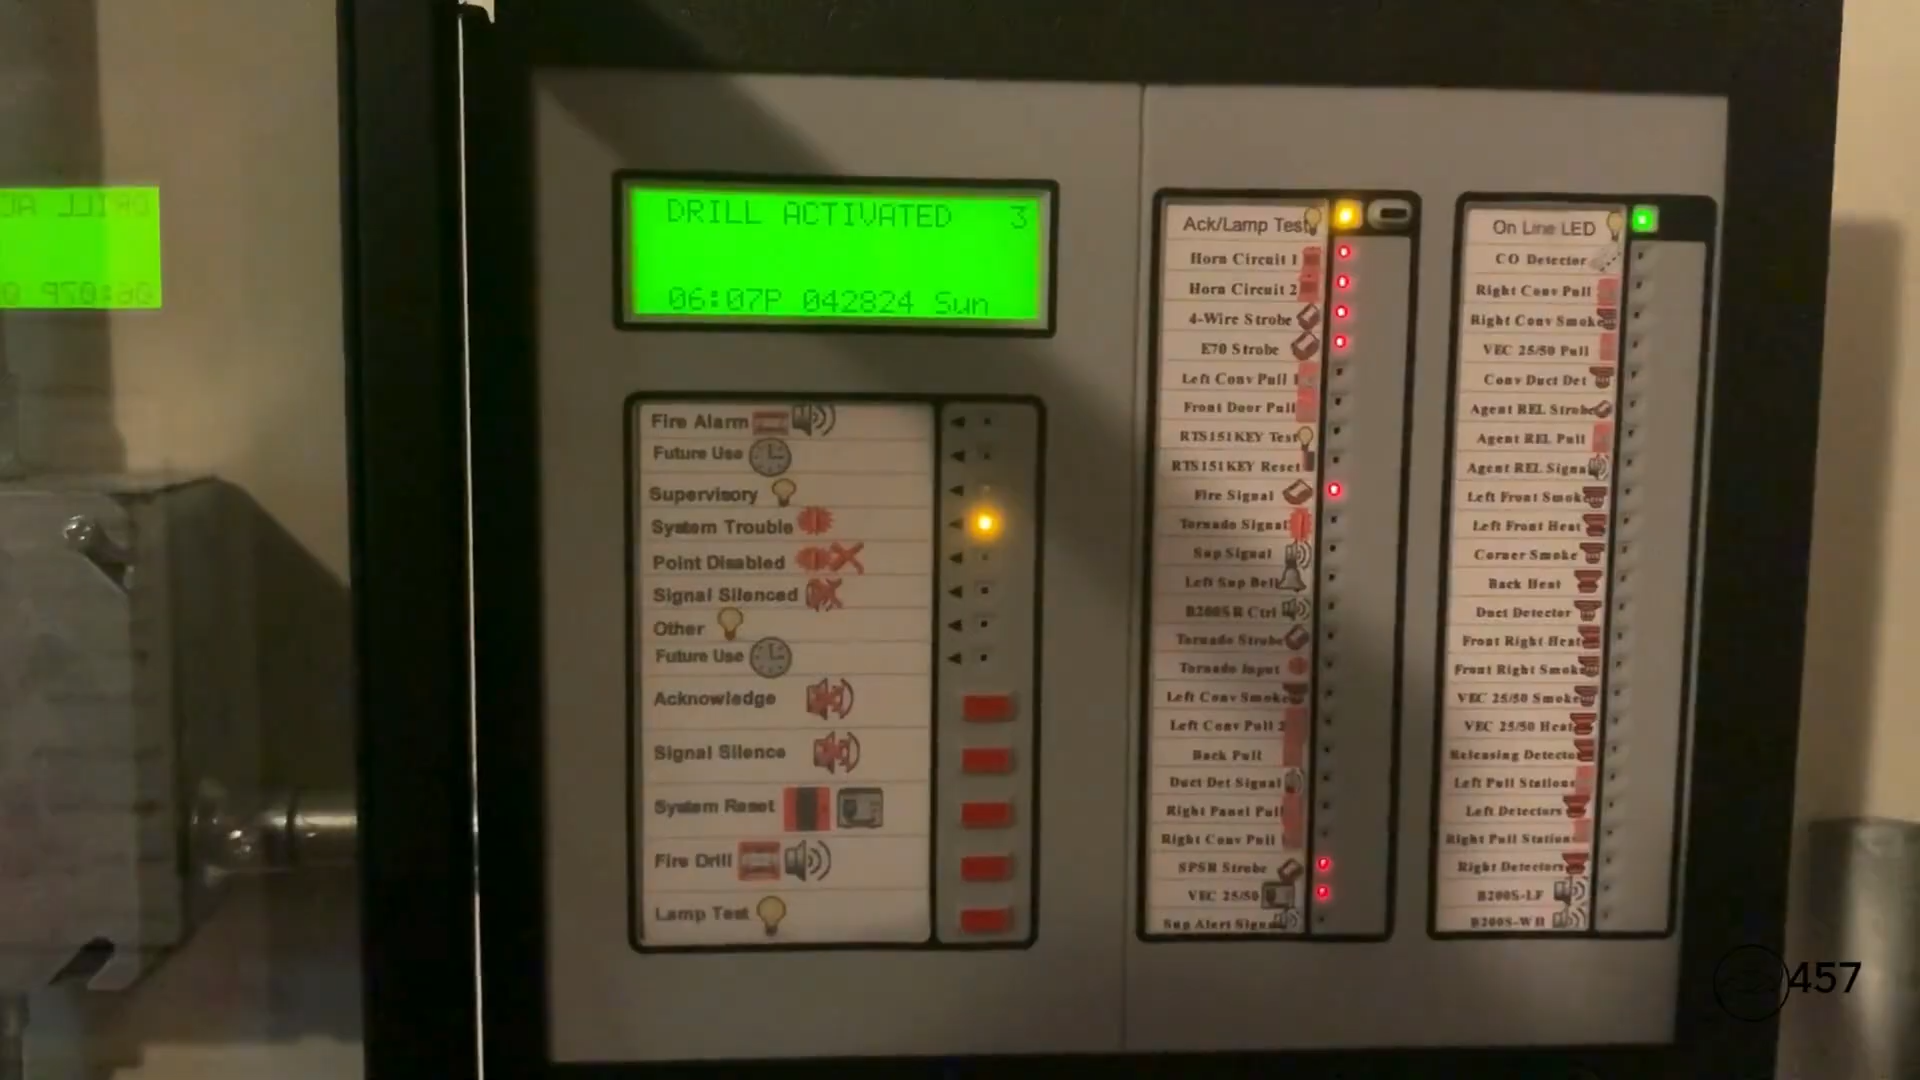 DRILL ACTIVATED 3
06:07P 042824 Sun
Fire Alarm
Future Use
Supervisory
System Trouble
Point Disabled
Signal Silenced
Other
Future Use
Acknowledge
Signal Silence
System Reset
Fire Drill
Lamp Test
Ack/Lamp Test
Horn Circuit 1
Horn Circuit 2
4-Wire Strobe
E70 Strobe
Left Conv Pull 1
Front Door Pull
RTS151KEY Test
RTS151KEY Reset
Fire Signal
Tornado Signal
Sup Signal
Left Sup Bell
B200SR Ctrl
Tornado Strobe
Tornado Input
Left Conv Smoke
Left Conv Pull 2
Back Pull
Duct Det Signal
Right Panel Pull
Right Conv Pull
SPSR Strobe
VEC 25/50
Sup Alert Signal
On Line LED
CO Detector
Right Conv Pull
Right Conv Smoke
VEC 25/50 Pull
Conv Duct Det
Agent REL Strobe
Agent REL Pull
Agent REL Signal
Left Front Smoke
Left Front Heat
Corner Smoke
Back Heat
Duct Detector
Front Right Heat
Front Right Smoke
VEC 25/50 Smoke
VEC 25/50 Heat
Releasing Detector
Left Pull Stations
Left Detectors
Right Pull Stations
Right Detectors
B200S-LF
B200S-WH
457